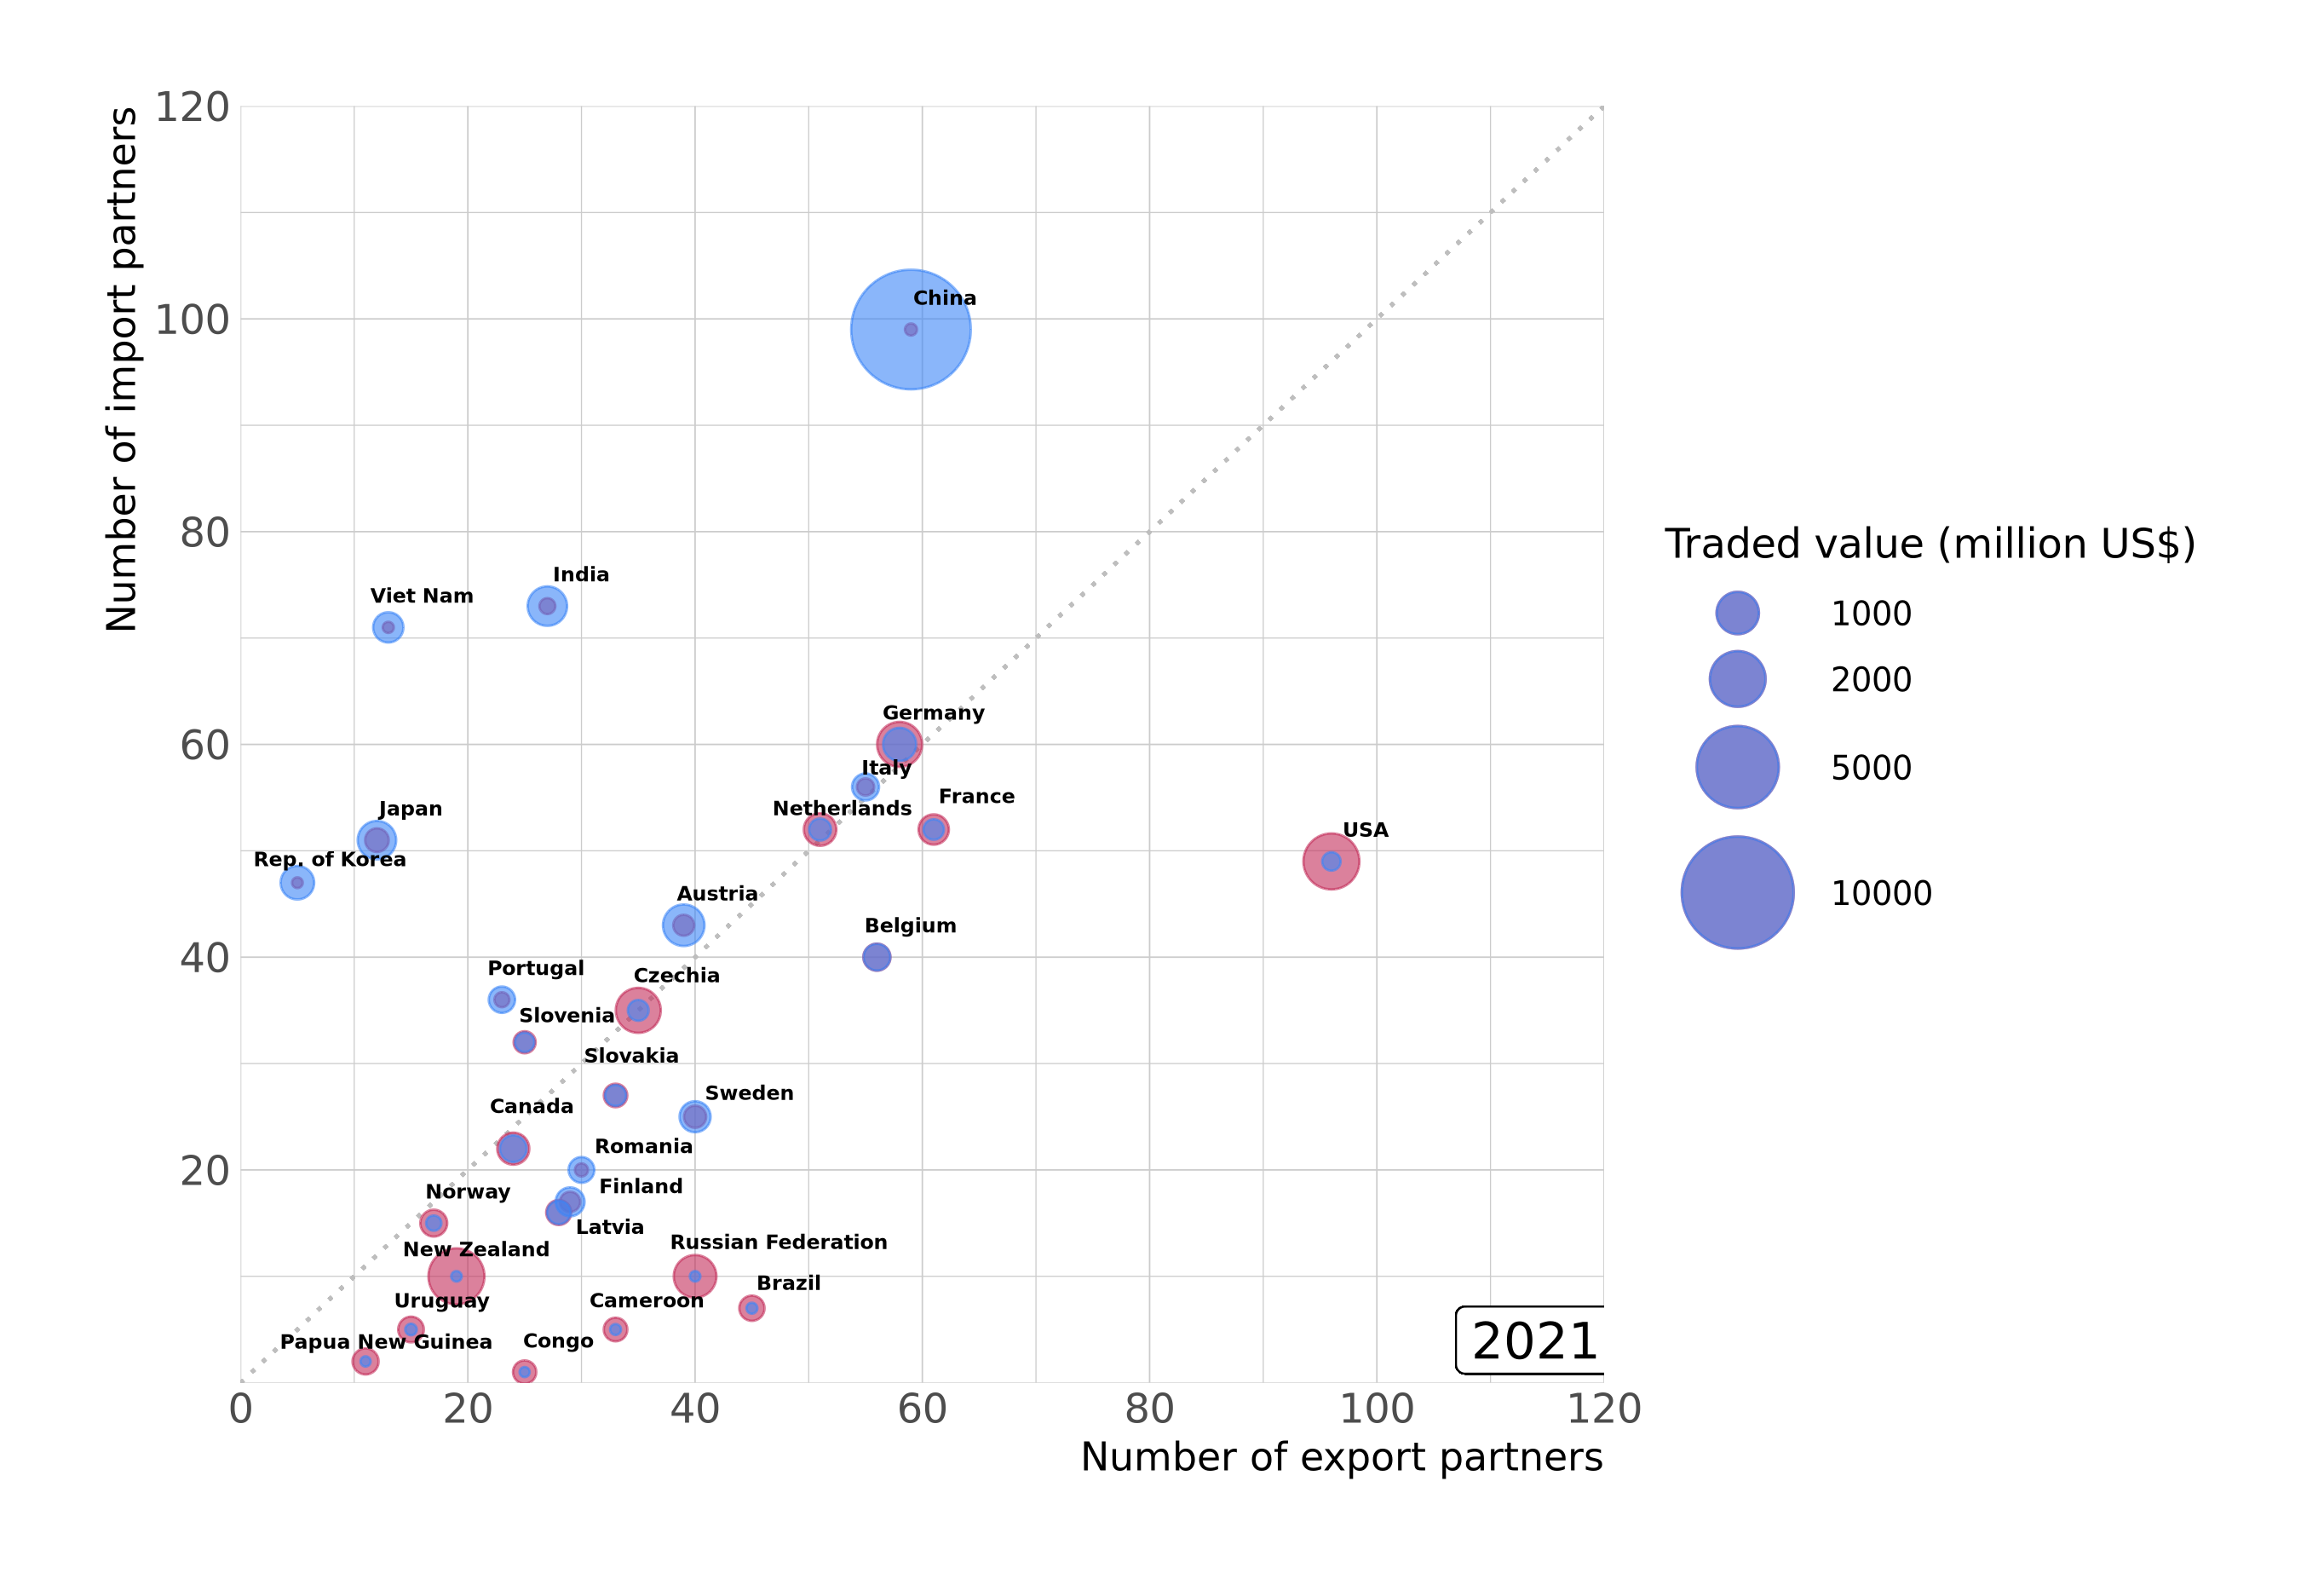 Number of import partners
120
100
80
60
40
20
China
India
Viet Nam
Germany
Italy
Netherlands
France
USA
Japan
Rep. of Korea
Austria
Belgium
Portugal
Czechia
Slovenia
Slovakia
Sweden
Canada
Romania
Finland
Norway
Latvia
Russian Federation
New Zealand
Brazil
Uruguay
Cameroon
Papua New Guinea
Congo
2021
0 20 40 60 80 100 120
Number of export partners
Traded value (million US$)
1000
2000
5000
10000